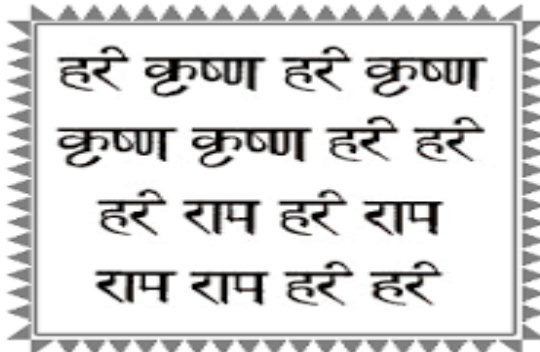 हरे कृष्ण हरे कृष्ण
कृष्ण कृष्ण हरे हरे
हरे राम हरे राम
राम राम हरे हरे